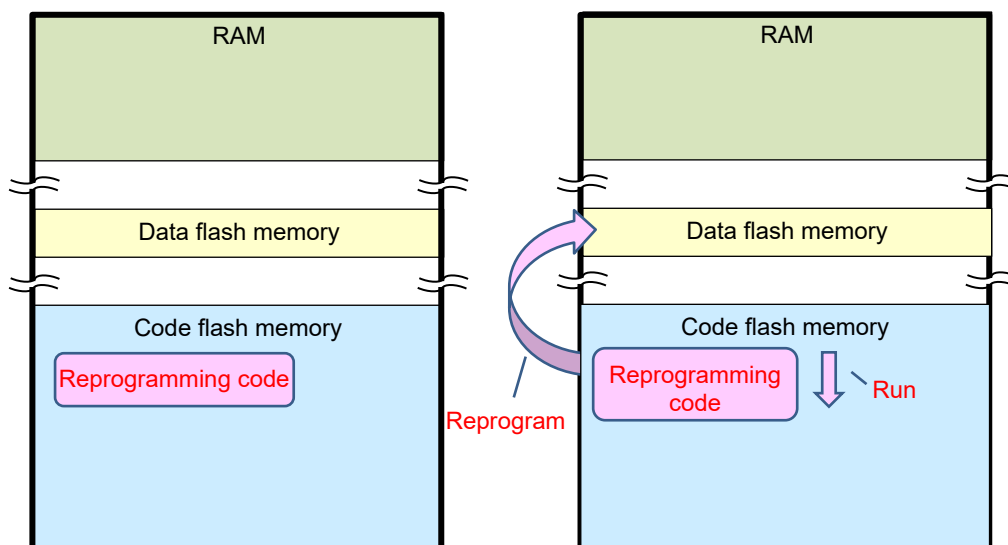 RAM
Data flash memory
Code flash memory
Reprogramming code
RAM
Data flash memory
Code flash memory
Reprogramming
code
Run
Reprogram